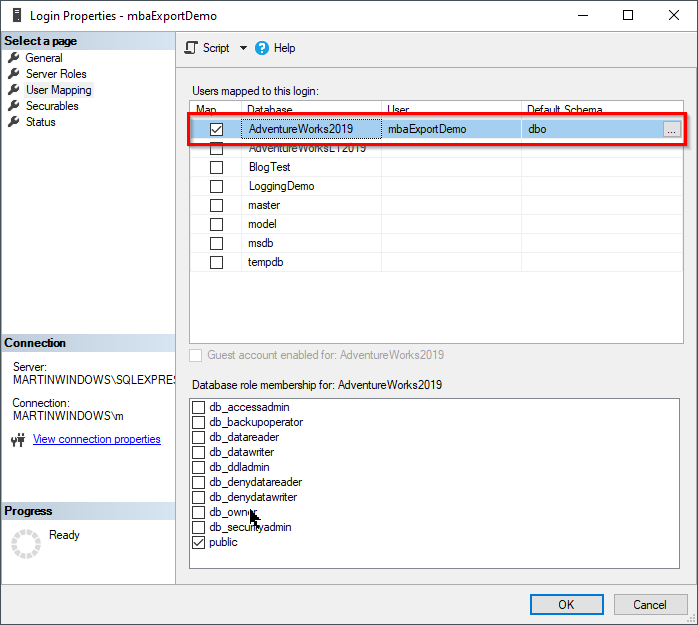 Login Properties - mbaExportDemo
Select a page
General
Server Roles
User Mapping
Securables
Status
Script
Help
Users mapped to this login:
Map Database User Default Schema
AdventureWorks2019 mbaExportDemo dbo ...
AdventureWorksLT2019
BlogTest
LoggingDemo
master
model
msdb
tempdb
Guest account enabled for: AdventureWorks2019
Database role membership for: AdventureWorks2019
db_accessadmin
db_backupoperator
db_datareader
db_datawriter
db_ddladmin
db_denydatareader
db_denydatawriter
db_owner
db_securityadmin
public
Connection
Server:
MARTINWINDOWS\SQLEXPRES
Connection:
MARTINWINDOWS\m
View connection properties
Progress
Ready
OK
Cancel